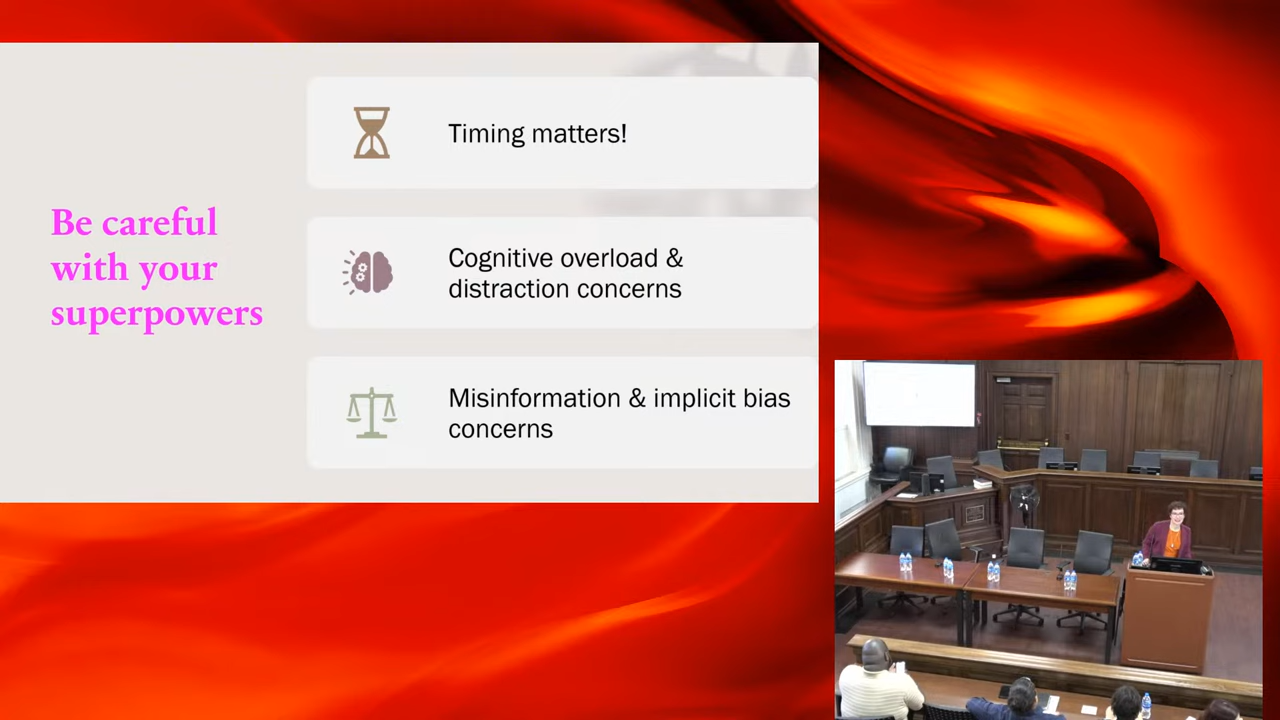 Be careful
with your
superpowers
Timing matters!
Cognitive overload &
distraction concerns
Misinformation & implicit bias
concerns